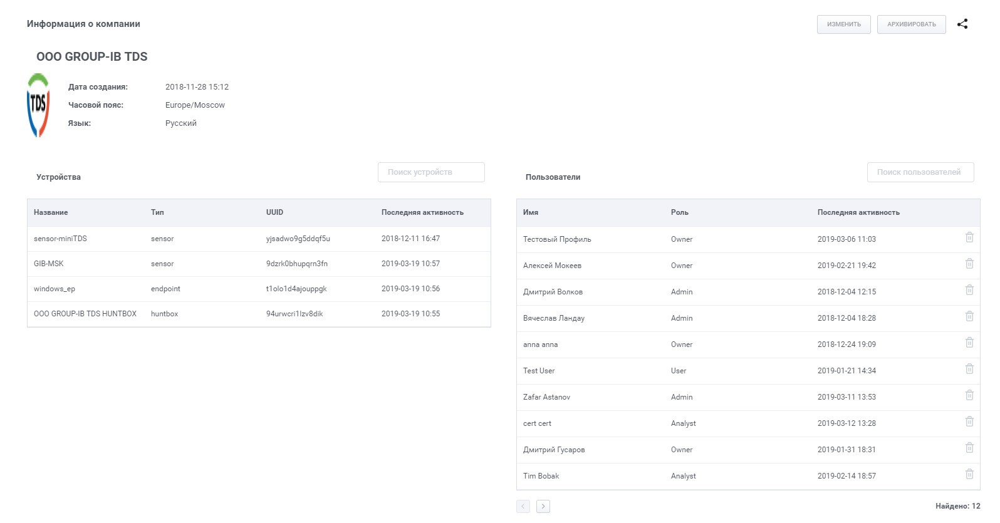 Информация о компании
ИЗМЕНИТЬ
АРХИВИРОВАТЬ
ООО GROUP-IB TDS
TDS
Дата создания: 2018-11-28 15:12
Часовой пояс: Europe/Moscow
Язык: Русский
Устройства
Поиск устройств
Название Тип UUID Последняя активность
sensor-miniTDS sensor yjsadwo9g5ddqf5u 2018-12-11 16:47
GIB-MSK sensor 9dzrk0bhupqrn3fn 2019-03-19 10:57
windows_ep endpoint t1olo1d4ajouppgk 2019-03-19 10:56
ООО GROUP-IB TDS HUNTBOX huntbox 94urwcri1lzv8dik 2019-03-19 10:55
Пользователи
Поиск пользователей
Имя Роль Последняя активность
Тестовый Профиль Owner 2019-03-06 11:03
Алексей Мокеев Owner 2019-02-21 19:42
Дмитрий Волков Admin 2018-12-04 12:15
Вячеслав Ландау Admin 2018-12-04 18:28
anna anna Owner 2018-12-24 19:09
Test User User 2019-01-21 14:34
Zafar Astanov Admin 2019-03-11 13:53
cert cert Analyst 2019-03-12 13:28
Дмитрий Гусаров Owner 2019-01-31 18:31
Tim Bobak Analyst 2019-02-14 18:57
Найдено: 12